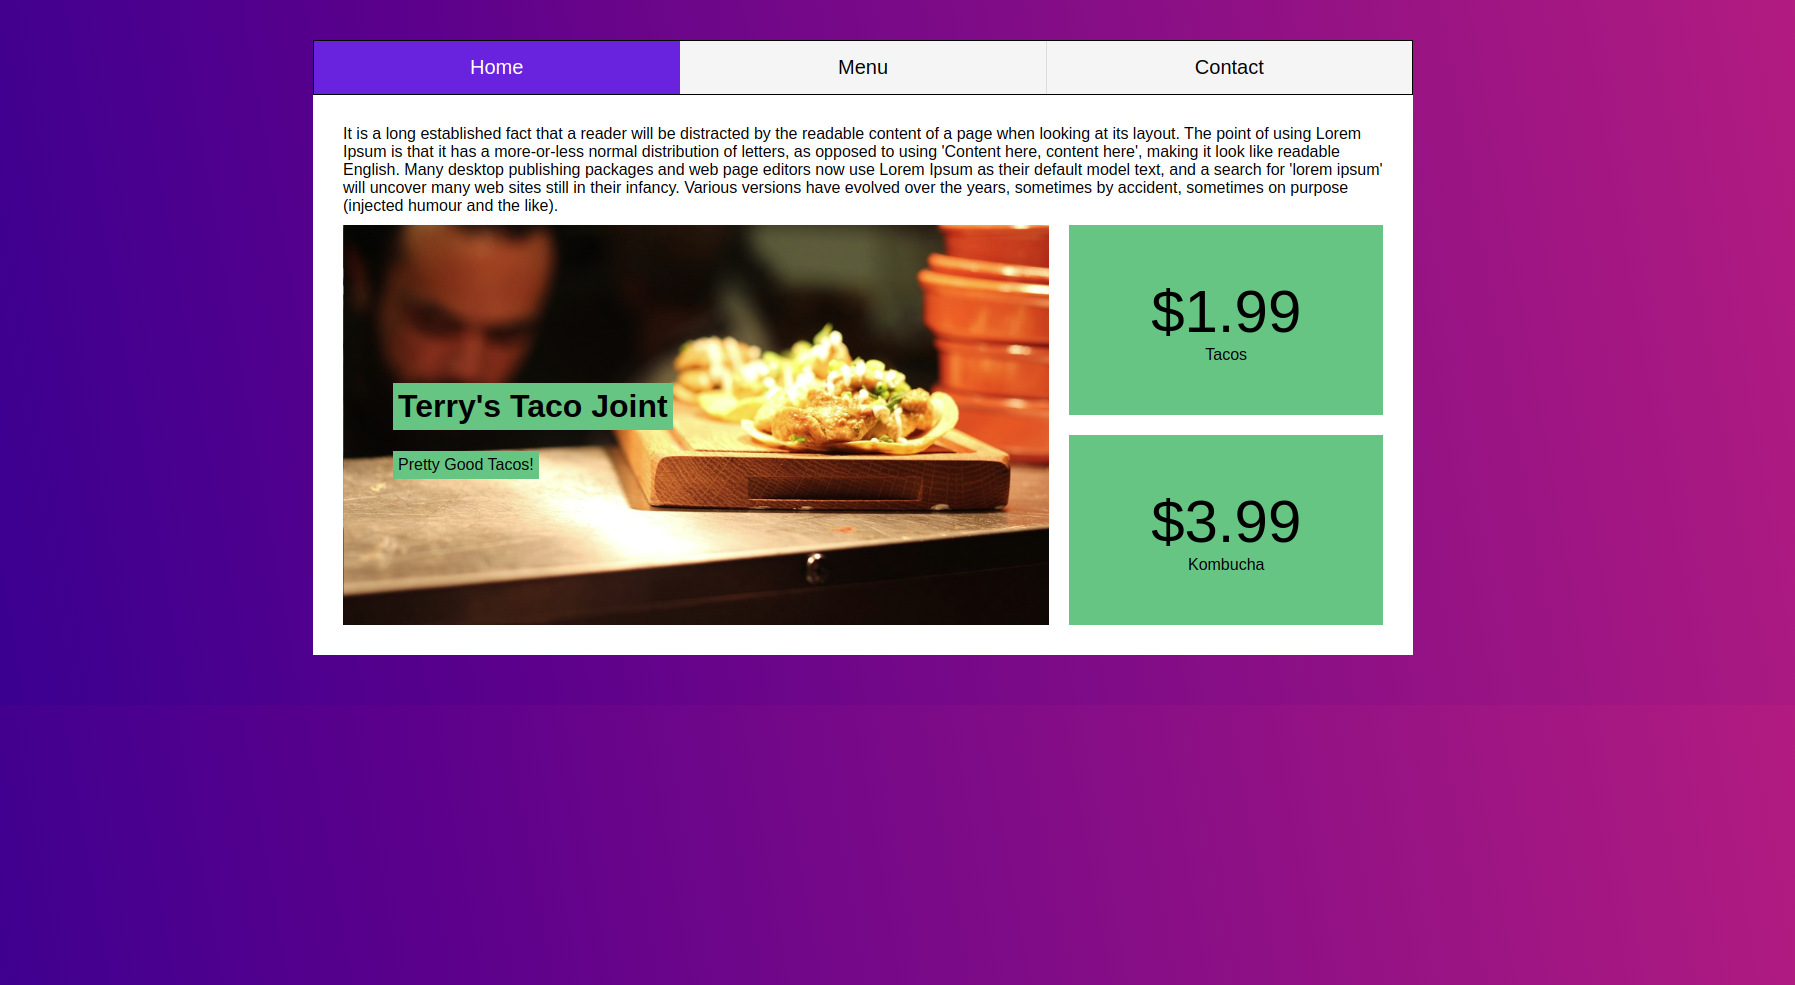 Home
Menu
Contact
It is a long established fact that a reader will be distracted by the readable content of a page when looking at its layout. The point of using Lorem
Ipsum is that it has a more-or-less normal distribution of letters, as opposed to using 'Content here, content here', making it look like readable
English. Many desktop publishing packages and web page editors now use Lorem Ipsum as their default model text, and a search for 'lorem ipsum'
will uncover many web sites still in their infancy. Various versions have evolved over the years, sometimes by accident, sometimes on purpose
(injected humour and the like).
Terry's Taco Joint
Pretty Good Tacos!
$1.99
Tacos
$3.99
Kombucha